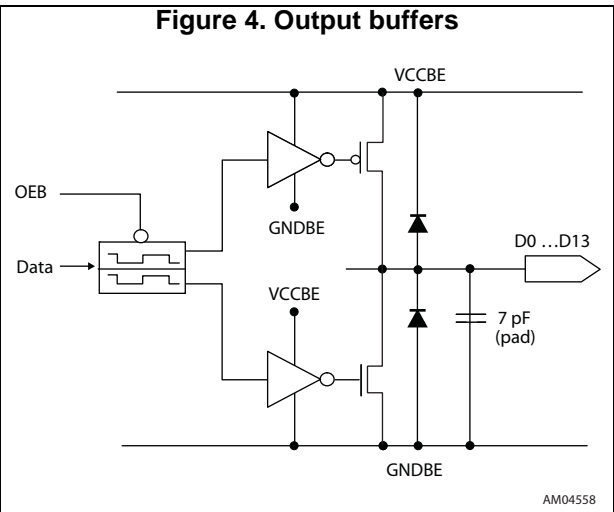 Figure 4. Output buffers
VCCBE
OEB
GNDBE
D0 ...D13
Data
VCCBE
7 pF
(pad)
GNDBE
AM04558